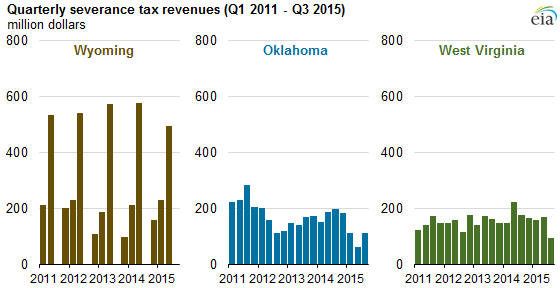 Quarterly severance tax revenues (Q1 2011 - Q3 2015)
million dollars
eia
800 800 800
Wyoming Oklahoma West Virginia
600 600 600
400 400 400
200 200 200
0 0 0
2011 2012 2013 2014 2015 2011 2012 2013 2014 2015 2011 2012 2013 2014 2015